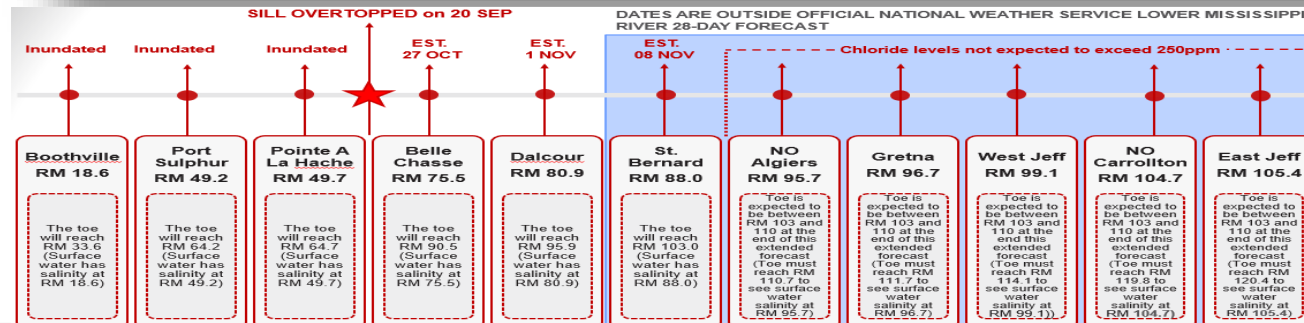 SILL OVERTOPPED on 20 SEP
DATES ARE OUTSIDE OFFICIAL NATIONAL WEATHER SERVICE LOWER MISSISSIPPI
RIVER 28-DAY FORECAST
Inundated
Inundated
Inundated
EST.
27 OCT
EST.
1 NOV
EST.
08 NOV
Chloride levels not expected to exceed 250ppm
Boothville
RM 18.6
The toe
will reach
RM 33.6
(Surface
water has
salinity at
RM 18.6)
Port
Sulphur
RM 49.2
The toe
will reach
RM 64.2
(Surface
water has
salinity at
RM 49.2)
Pointe A
La Hache
RM 49.7
The toe
will reach
RM 64.7
(Surface
water has
salinity at
RM 49.7)
Belle
Chasse
RM 75.5
The toe
will reach
RM 90.5
(Surface
water has
salinity at
RM 75.5)
Dalcour
RM 80.9
The toe
will reach
RM 95.9
(Surface
water has
salinity at
RM 80.9)
St.
Bernard
RM 88.0
The toe
will reach
RM 103.0
(Surface
water has
salinity at
RM 88.0)
NO
Algiers
RM 95.7
Toe is
expected to
be between
RM 103 and
110 at the
end of this
extended
forecast
(Toe must
reach RM
110.7 to
see surface
water
salinity at
RM 95.7)
Gretna
RM 96.7
Toe is
expected to
be between
RM 103 and
110 at the
end of this
extended
forecast
(Toe must
reach RM
111.7 to
see surface
water
salinity at
RM 96.7)
West Jeff
RM 99.1
Toe is
expected to
be between
RM 103 and
110 at the
end of this
extended
forecast
(Toe must
reach RM
114.1 to
see surface
water
salinity at
RM 99.1))
NO
Carrollton
RM 104.7
Toe is
expected to
be between
RM 103 and
110 at the
end of this
extended
forecast
(Toe must
reach RM
119.8 to
see surface
water
salinity at
RM 104.7)
East Jeff
RM 105.4
Toe is
expected to
be between
RM 103 and
110 at the
end of this
extended
forecast
(Toe must
reach RM
120.4 to
see surface
water
salinity at
RM 105.4)